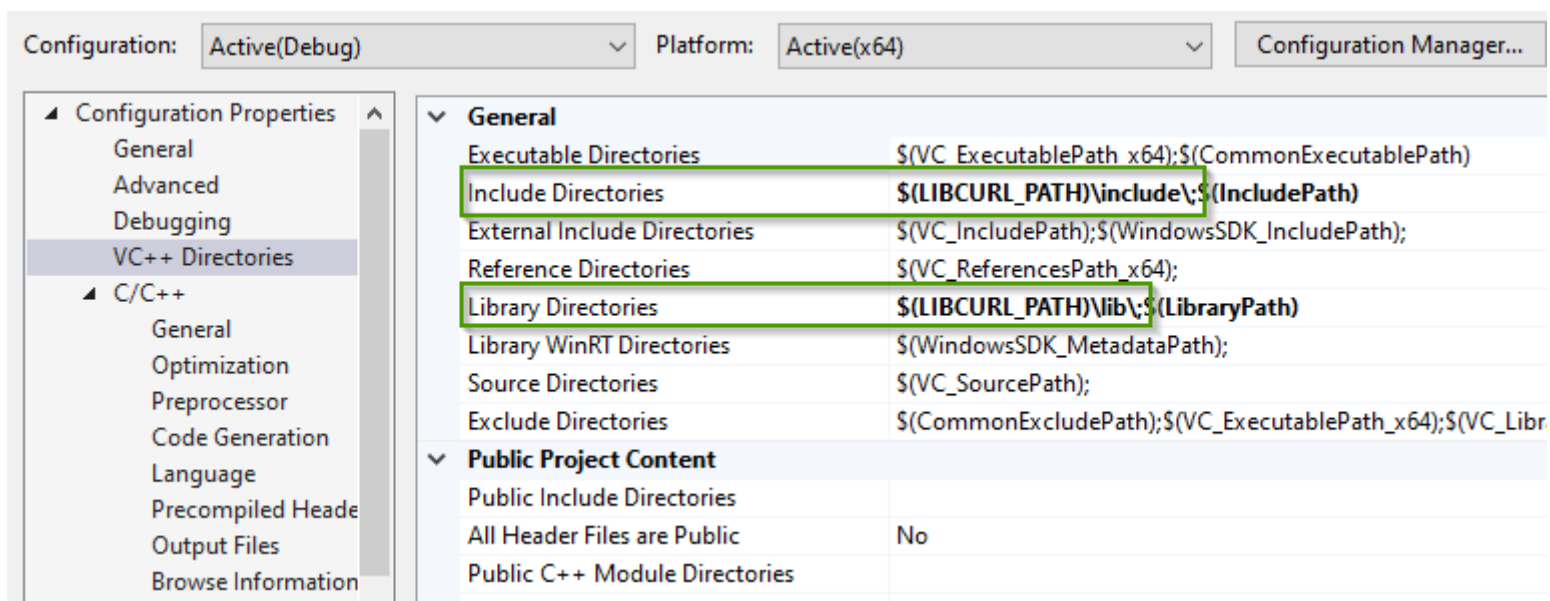 Configuration: Active(Debug) Platform: Active(x64) Configuration Manager...
Configuration Properties
General
Advanced
Debugging
VC++ Directories
C/C++
General
Optimization
Preprocessor
Code Generation
Language
Precompiled Heade
Output Files
Browse Information
General
Executable Directories $(VC_ExecutablePath_x64);$(CommonExecutablePath)
Include Directories $(LIBCURL_PATH)\include\;$(IncludePath)
External Include Directories $(VC_IncludePath);$(WindowsSDK_IncludePath);
Reference Directories $(VC_ReferencesPath_x64);
Library Directories $(LIBCURL_PATH)\lib\;$(LibraryPath)
Library WinRT Directories $(WindowsSDK_MetadataPath);
Source Directories $(VC_SourcePath);
Exclude Directories $(CommonExcludePath);$(VC_ExecutablePath_x64);$(VC_Libr
Public Project Content
Public Include Directories
All Header Files are Public No
Public C++ Module Directories